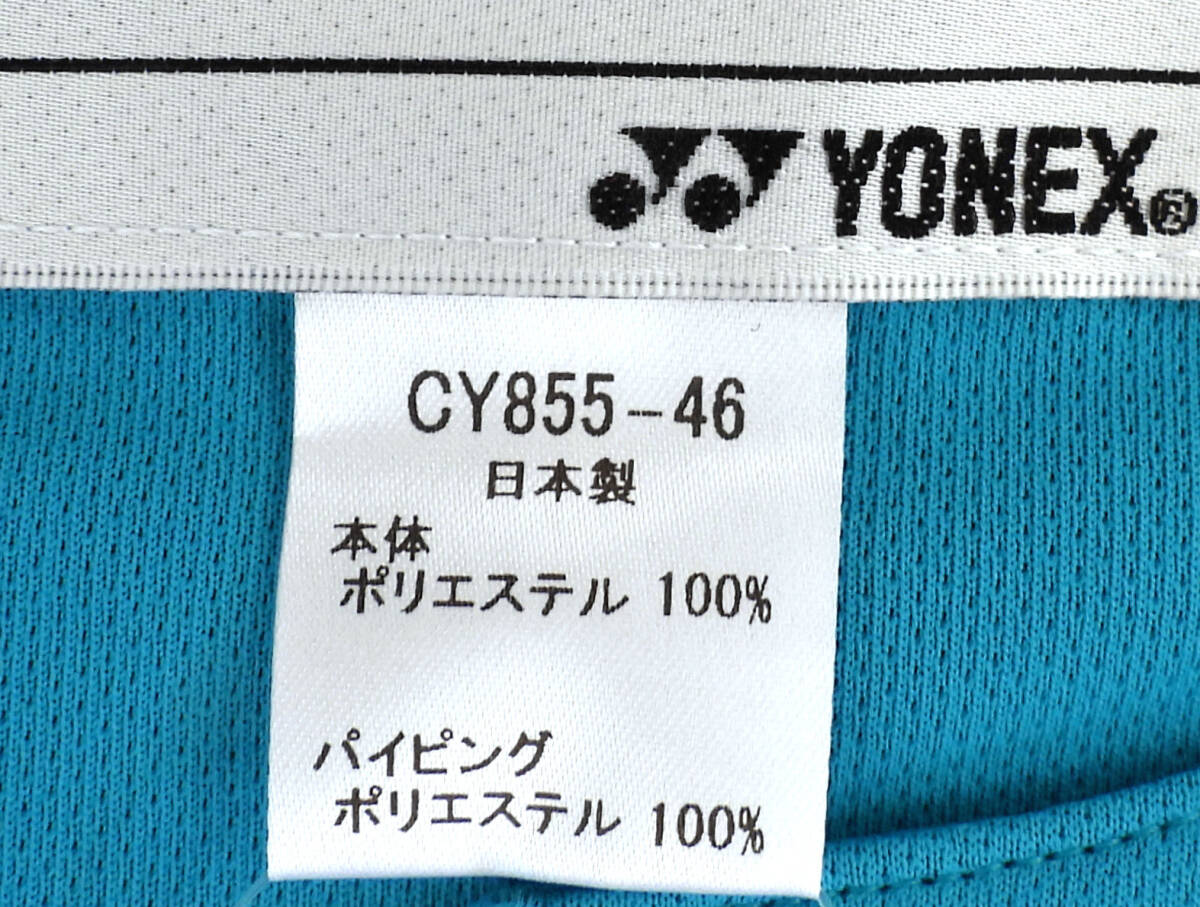 YONEX®
CY855-46
日本製
本体
ポリエステル 100%
パイピング
ポリエステル 100%